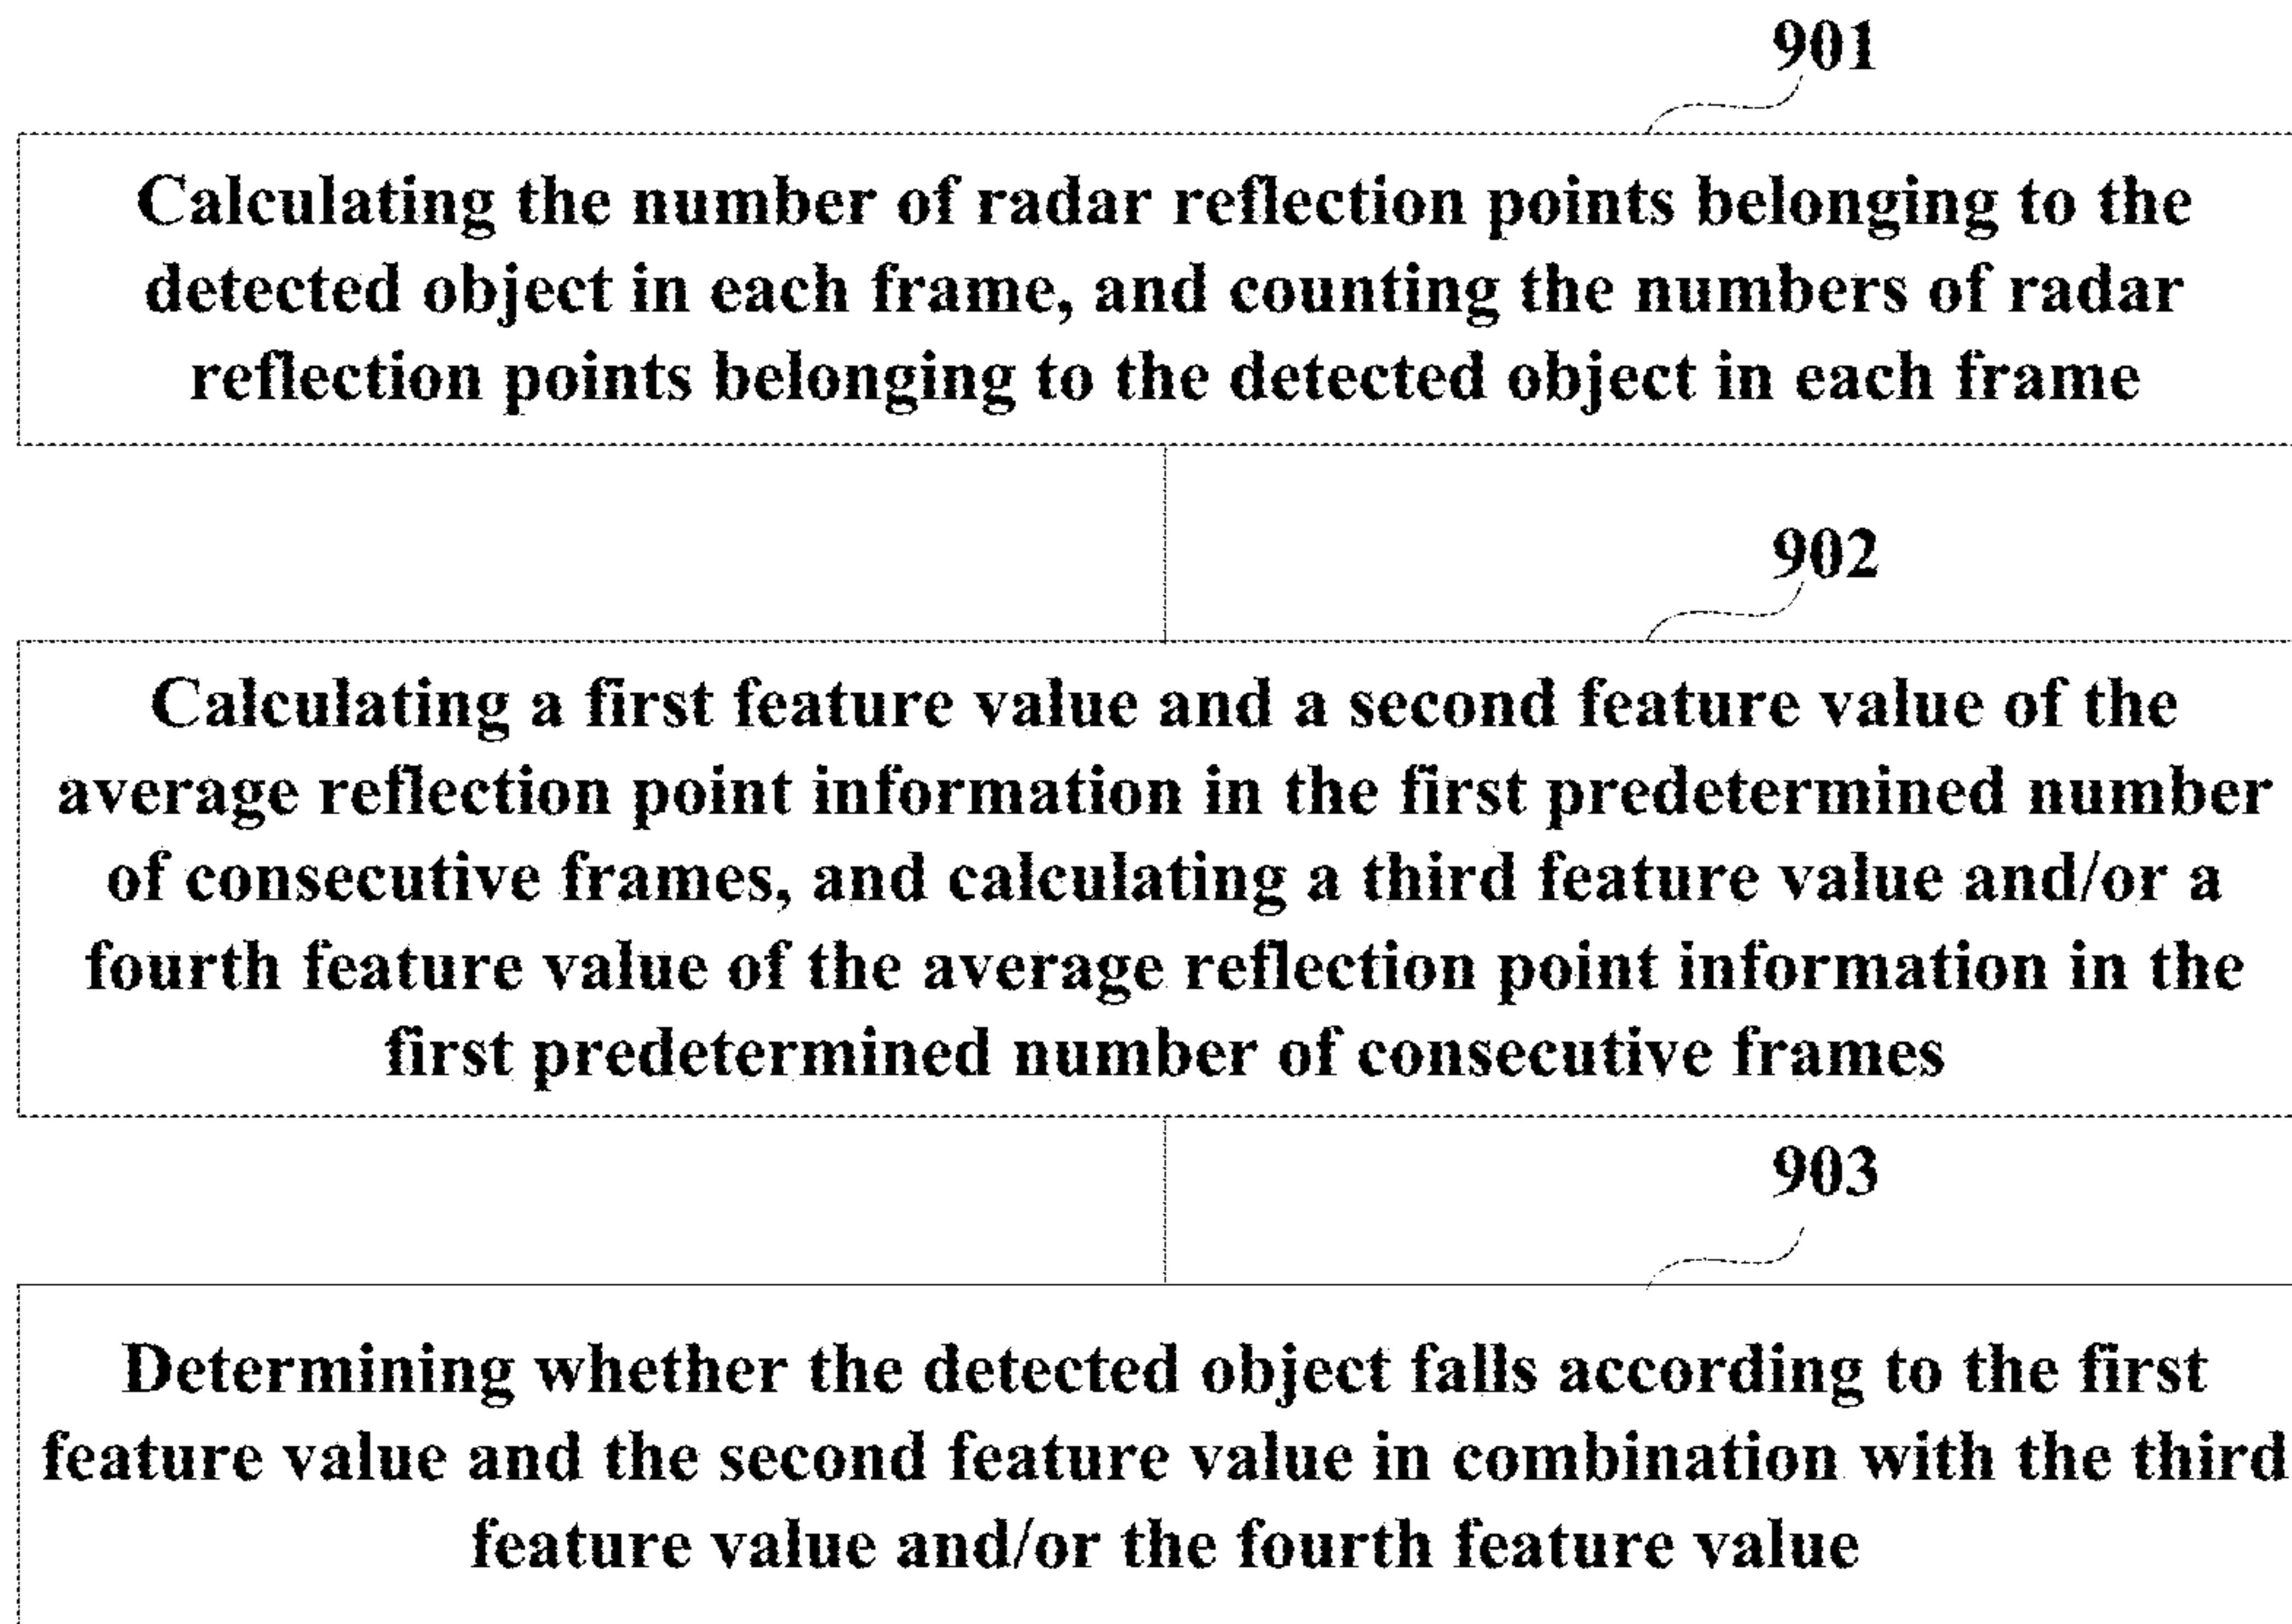 901
Calculating the number of radar reflection points belonging to the
detected object in each frame, and counting the numbers of radar
reflection points belonging to the detected object in each frame
902
Calculating a first feature value and a second feature value of the
average reflection point information in the first predetermined number
of consecutive frames, and calculating a third feature value and/or a
fourth feature value of the average reflection point information in the
first predetermined number of consecutive frames
903
Determining whether the detected object falls according to the first
feature value and the second feature value in combination with the third
feature value and/or the fourth feature value